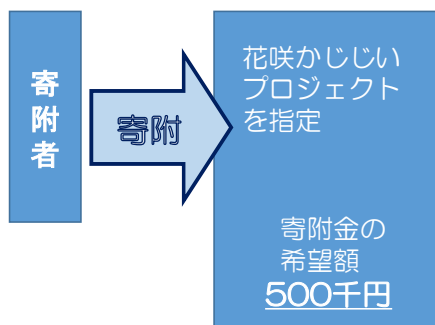 寄附者
寄附
花咲かじじい
プロジェクト
を指定
寄附金の
希望額
500千円